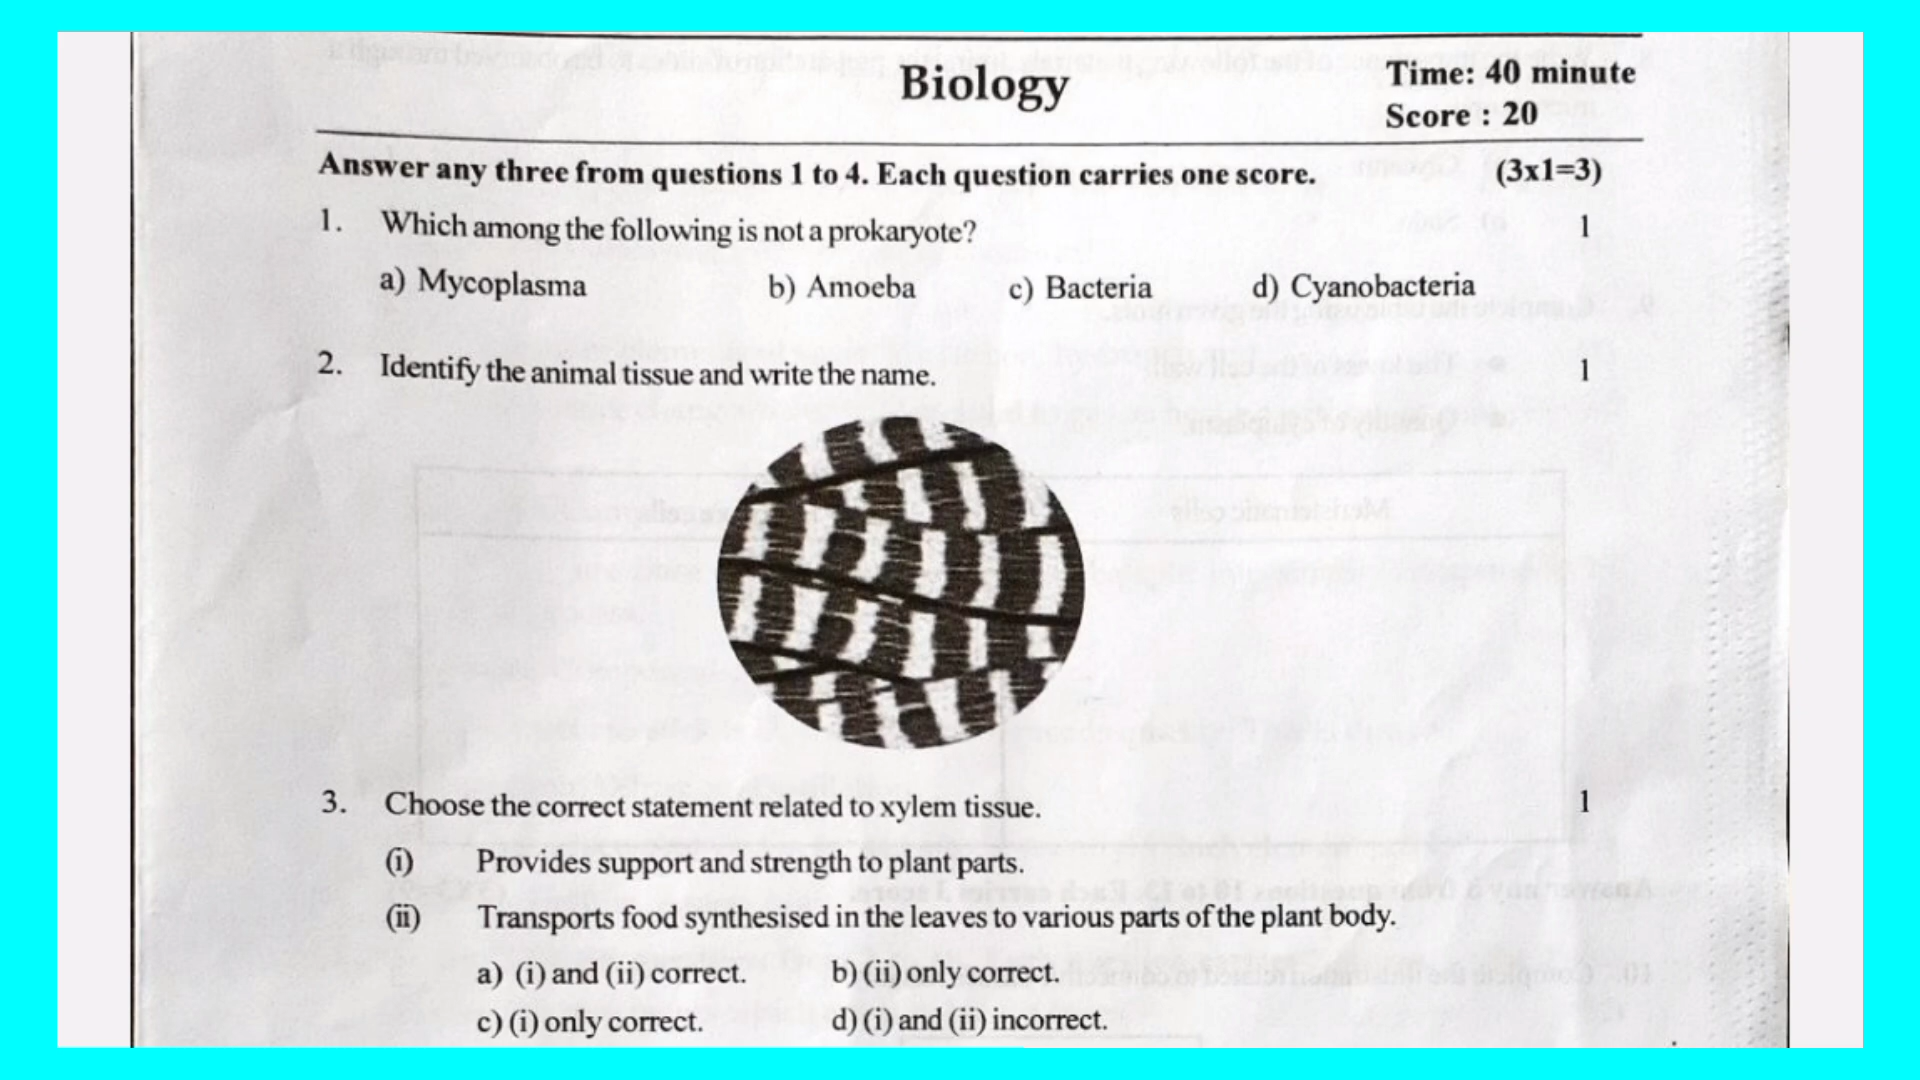 Biology
Time: 40 minute
Score : 20
Answer any three from questions 1 to 4. Each question carries one score. (3x1=3)
1. Which among the following is not a prokaryote? 1
a) Mycoplasma b) Amoeba c) Bacteria d) Cyanobacteria
2. Identify the animal tissue and write the name. 1
3. Choose the correct statement related to xylem tissue. 1
(i) Provides support and strength to plant parts.
(ii) Transports food synthesised in the leaves to various parts of the plant body.
a) (i) and (ii) correct. b) (ii) only correct.
c) (i) only correct. d) (i) and (ii) incorrect.